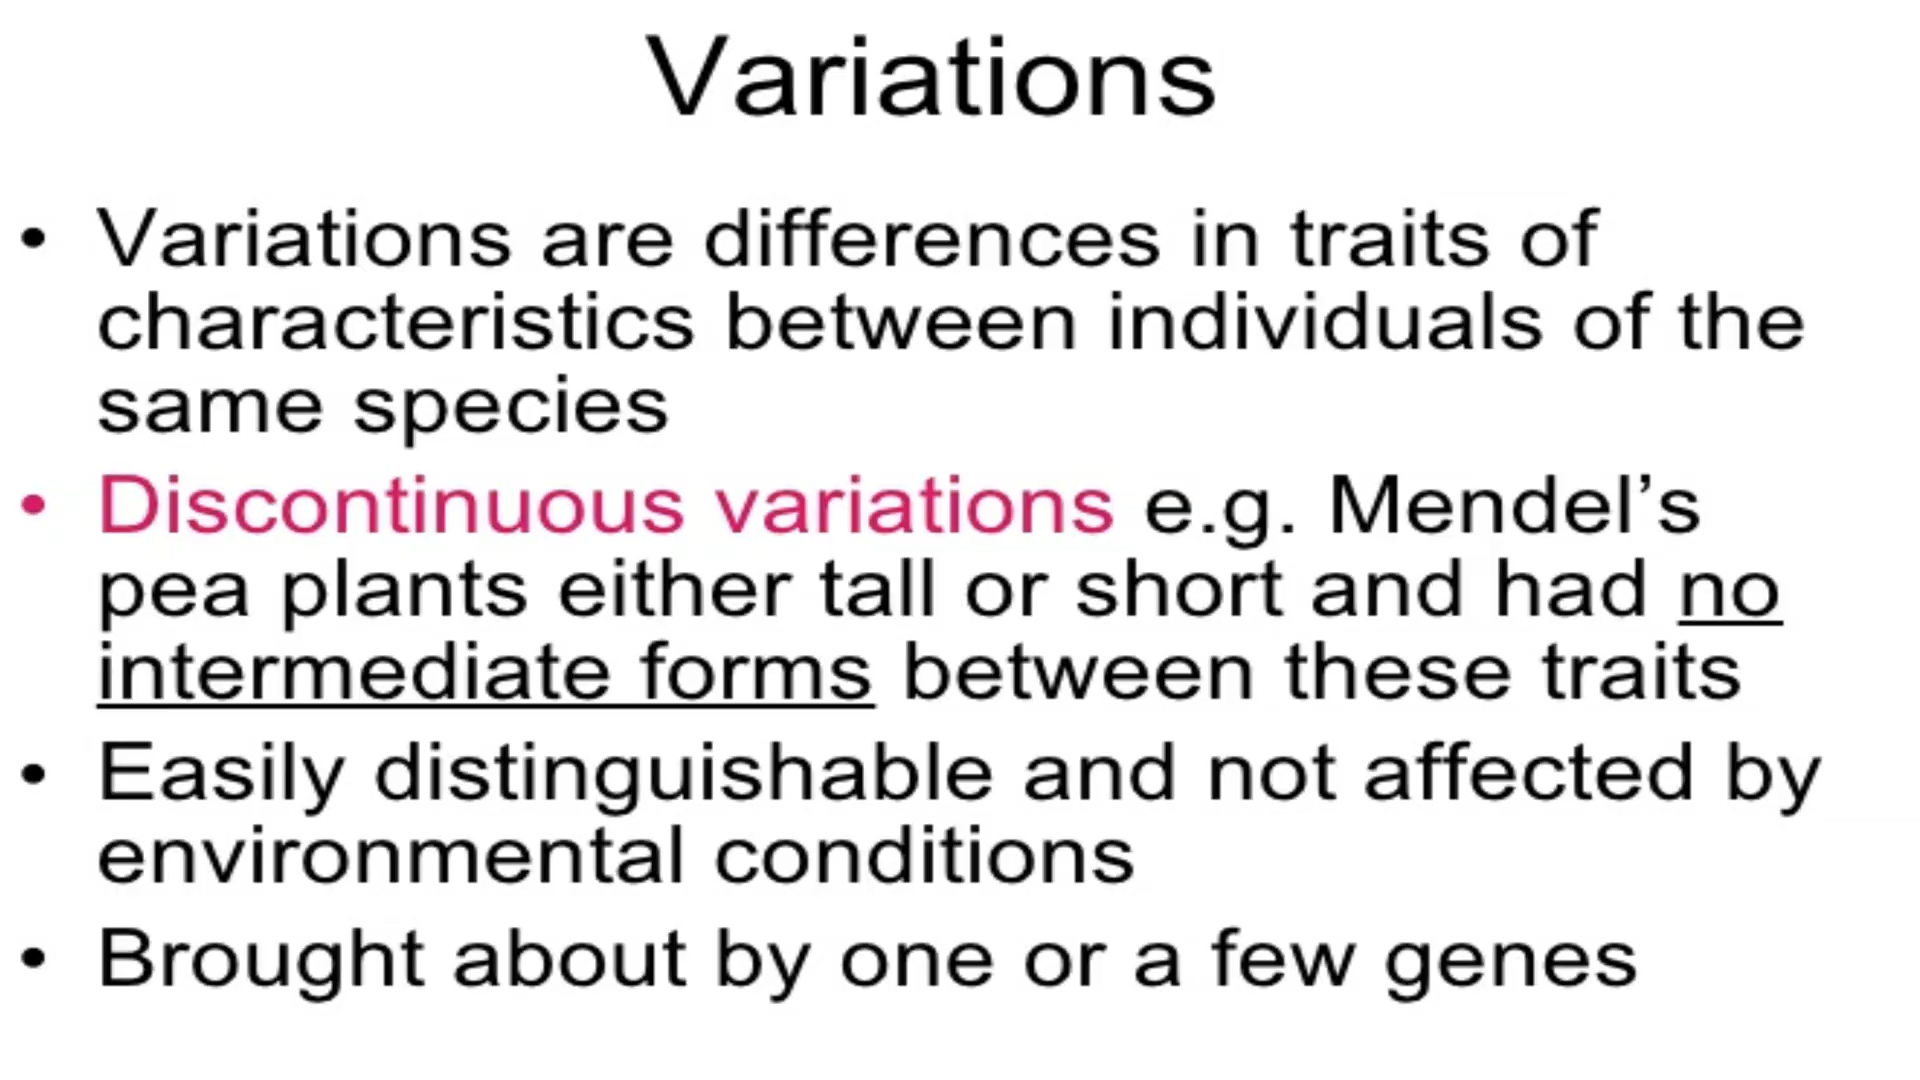 Variations
• Variations are differences in traits of
characteristics between individuals of the
same species
• Discontinuous variations e.g. Mendel’s
pea plants either tall or short and had no
intermediate forms between these traits
• Easily distinguishable and not affected by
environmental conditions
• Brought about by one or a few genes